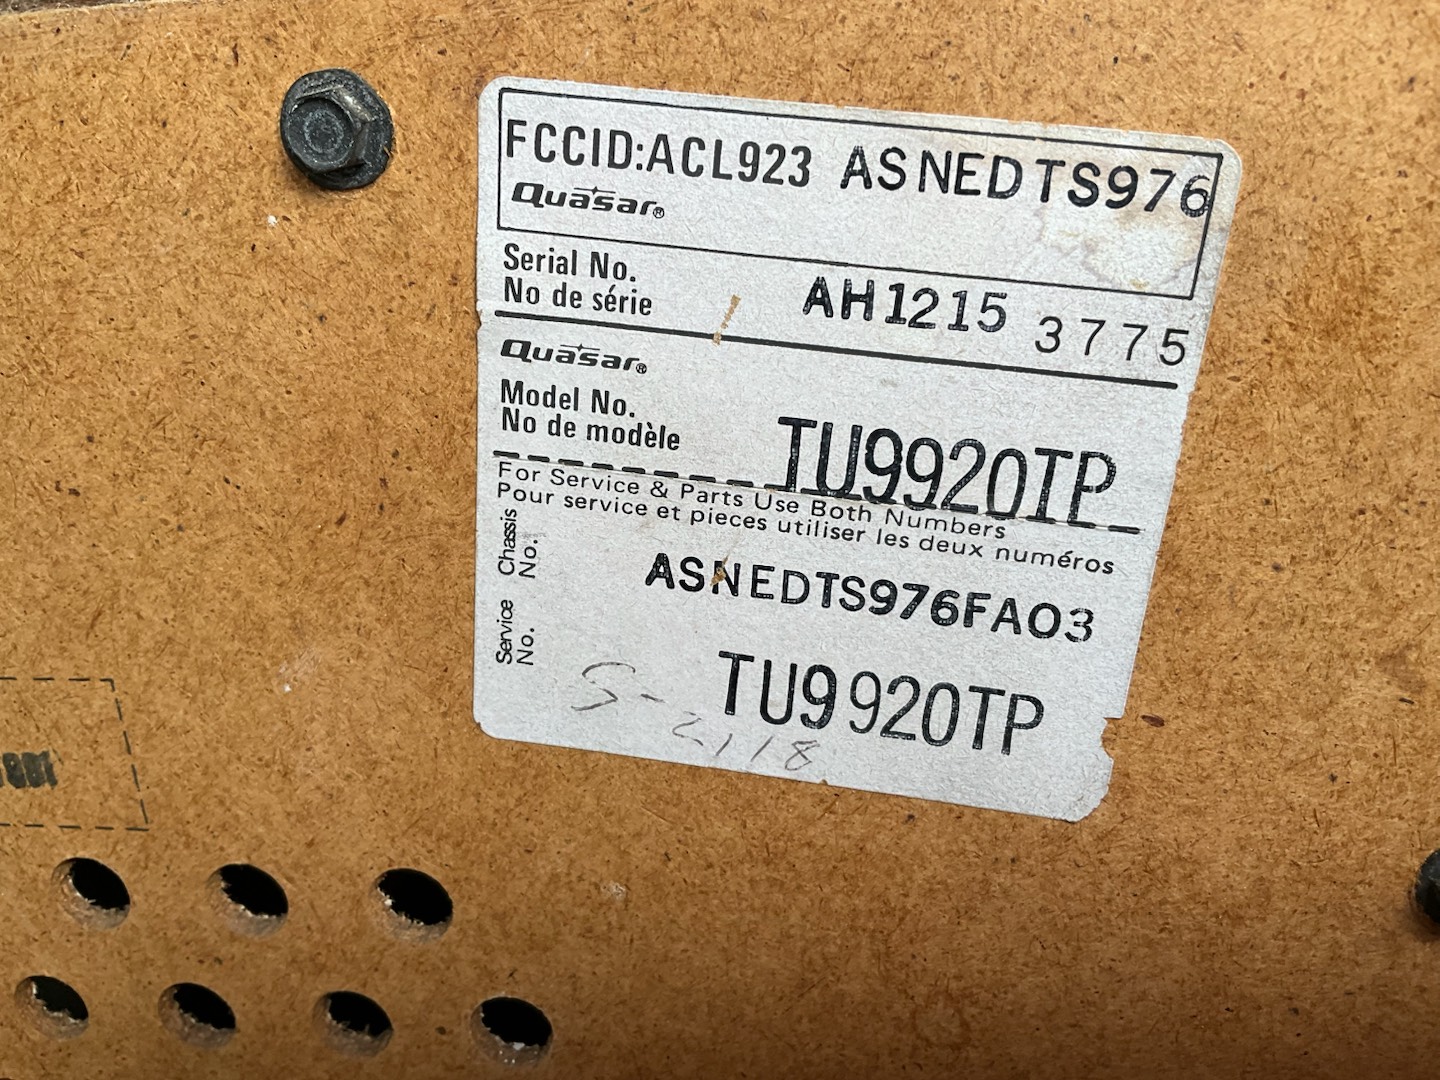 FCCID:ACL923 ASNEDTS976
Quasar®
Serial No.
No de série
AH1215 3775
Quasar®
Model No.
No de modèle
TU9920TP
For Service & Parts Use Both Numbers
Pour service et pieces utiliser les deux numéros
Chassis No.
ASNEDTS976FA03
Service No.
TU9920TP
S-2118